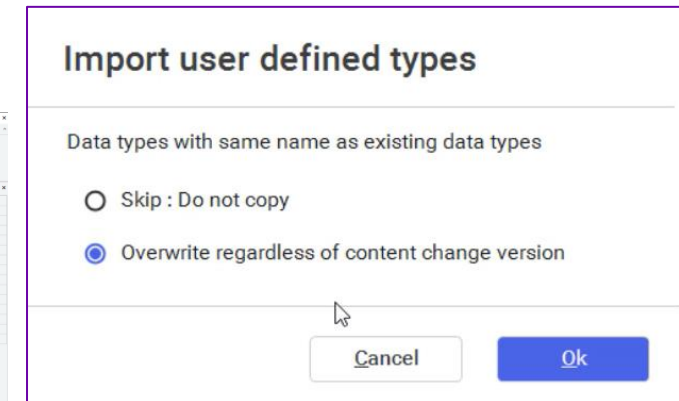 Import user defined types
Data types with same name as existing data types
Skip : Do not copy
Overwrite regardless of content change version
Cancel
Ok